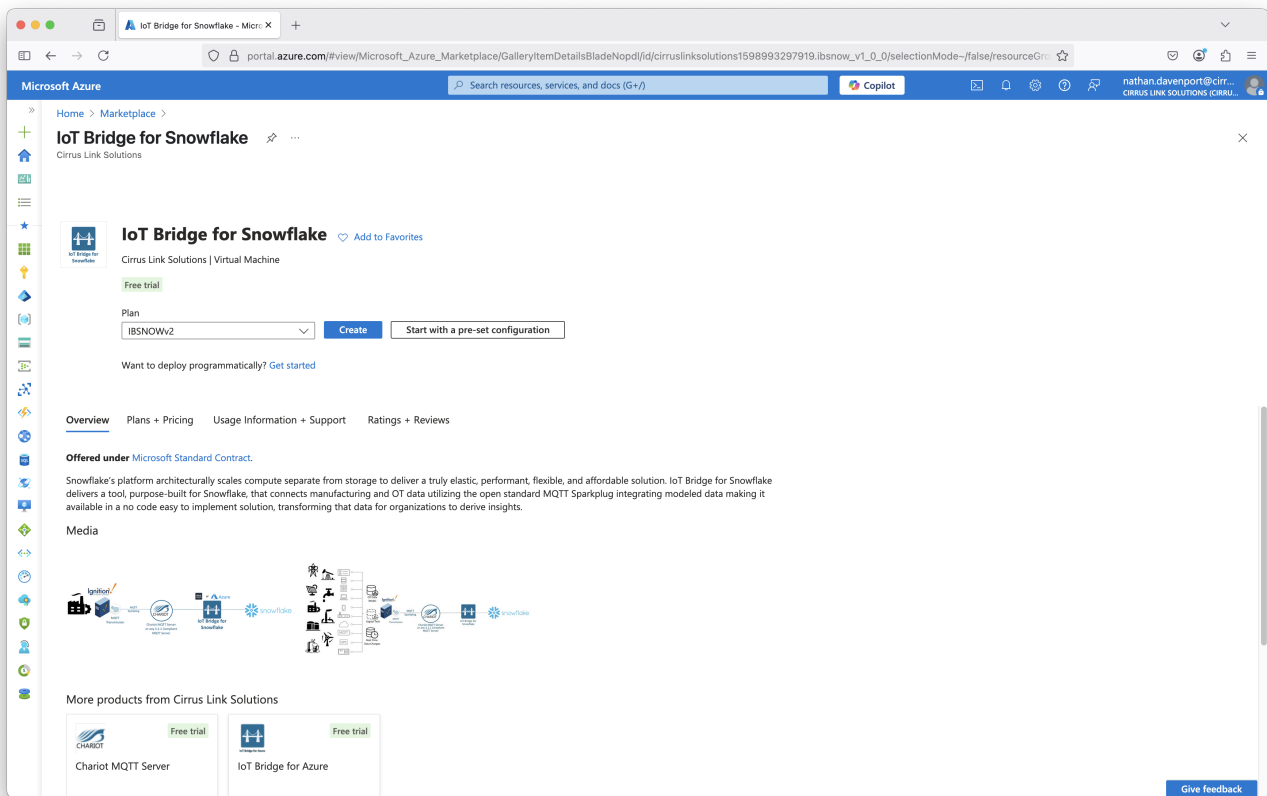 IoT Bridge for Snowflake - Micro
portal.azure.com/#view/Microsoft_Azure_Marketplace/GalleryItemDetailsBladeNopdl/id/cirruslinksolutions1598993297919.ibsnow_v1_0_0/selectionMode~/false/resourceGro
Microsoft Azure
Search resources, services, and docs (G+/)
Copilot
nathan.davenport@cirr...
CIRRUS LINK SOLUTIONS (CIRRU...
Home > Marketplace >
IoT Bridge for Snowflake
Cirrus Link Solutions
IoT Bridge for
Snowflake
IoT Bridge for Snowflake
Add to Favorites
Cirrus Link Solutions | Virtual Machine
Free trial
Plan
IBSNOWv2
Create
Start with a pre-set configuration
Want to deploy programmatically? Get started
Overview
Plans + Pricing
Usage Information + Support
Ratings + Reviews
Offered under Microsoft Standard Contract.
Snowflake's platform architecturally scales compute separate from storage to deliver a truly elastic, performant, flexible, and affordable solution. IoT Bridge for Snowflake
delivers a tool, purpose-built for Snowflake, that connects manufacturing and OT data utilizing the open standard MQTT Sparkplug integrating modeled data making it
available in a no code easy to implement solution, transforming that data for organizations to derive insights.
Media
Ignition!
CHARIOT
Azure
IoT Bridge for
Snowflake
snowflake
Ignition!
CHARIOT
snowflake
More products from Cirrus Link Solutions
CHARIOT
Free trial
Chariot MQTT Server
Free trial
IoT Bridge for Azure
Give feedback